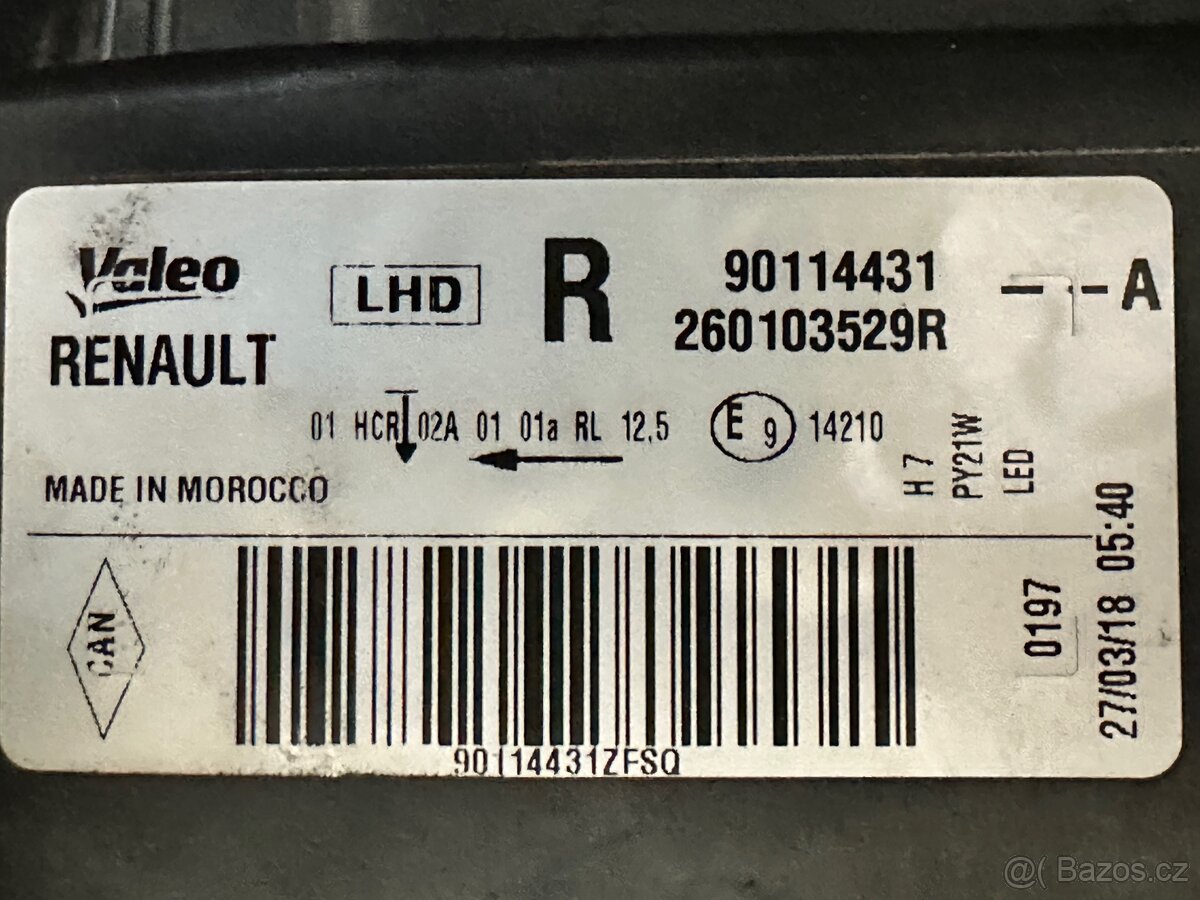 Valeo
RENAULT
LHD
R
90114431
260103529R
A
01 HCR 02A 01 01a RL 12,5
E 9 14210
MADE IN MOROCCO
H7
PY21W
LED
CAN
90114431ZFSQ
0197
27/03/18 05:40
@( Bazos.cz